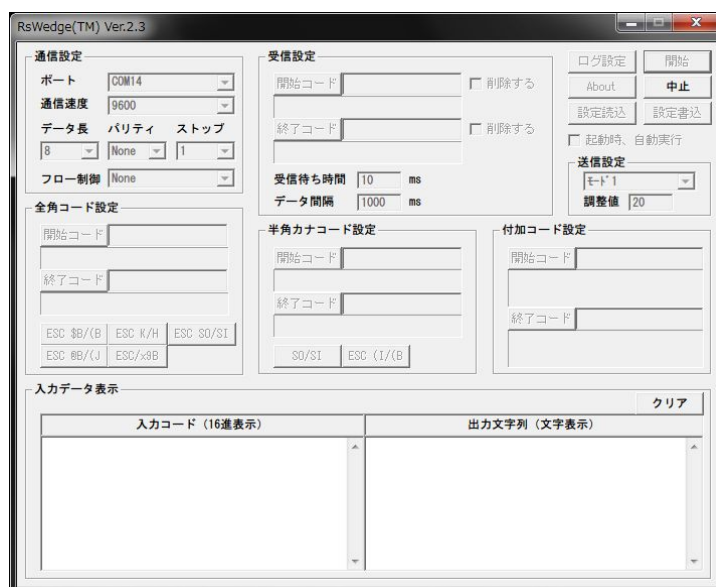 RsWedge(TM) Ver.2.3
通信設定
ポート COM14
通信速度 9600
データ長 パリティ ストップ
8 None 1
フロー制御 None
受信設定
開始コード 削除する
終了コード 削除する
受信待ち時間 10 ms
データ間隔 1000 ms
ログ設定 開始
About 中止
設定読込 設定書込
起動時、自動実行
送信設定
ﾓｰﾄﾞ1
調整値 20
全角コード設定
開始コード
終了コード
ESC $B/(B ESC K/H ESC SO/SI
ESC @B/(J ESC/x9B
半角カナコード設定
開始コード
終了コード
SO/SI ESC (I/(B
付加コード設定
開始コード
終了コード
入力データ表示
クリア
入力コード（16進表示） 出力文字列（文字表示）